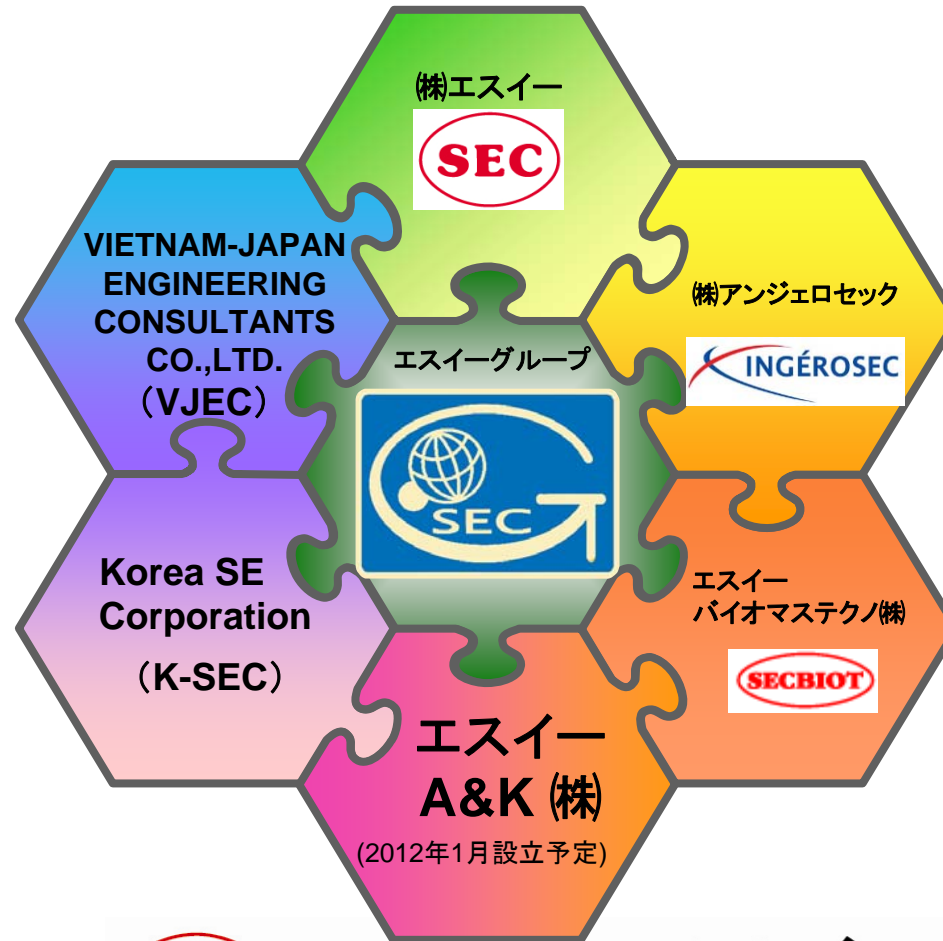 ㈱エスイー
SEC
VIETNAM-JAPAN
ENGINEERING
CONSULTANTS
CO.,LTD.
（VJEC）
㈱アンジェロセック
INGÉROSEC
エスイーグループ
SEC
Korea SE
Corporation
（K-SEC）
エスイー
バイオマステクノ㈱
SECBIOT
エスイー
A&K ㈱
(2012年1月設立予定)